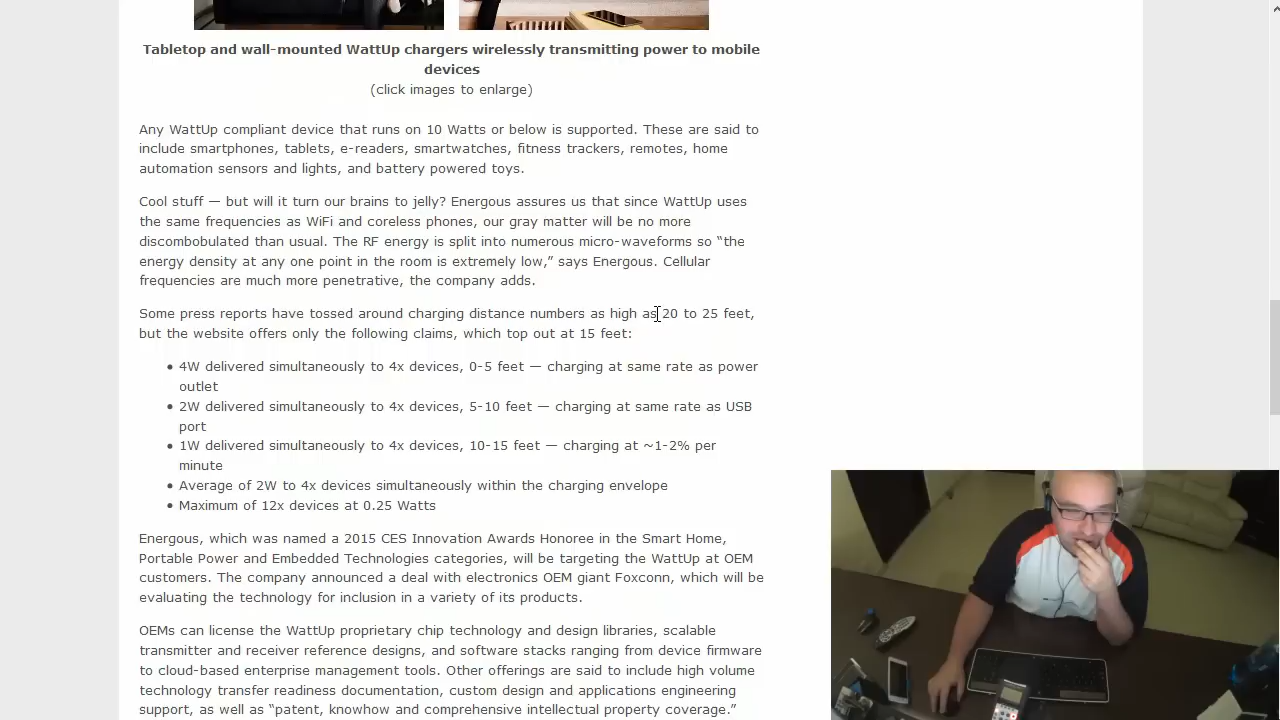 Tabletop and wall-mounted WattUp chargers wirelessly transmitting power to mobile
devices
(click images to enlarge)
Any WattUp compliant device that runs on 10 Watts or below is supported. These are said to
include smartphones, tablets, e-readers, smartwatches, fitness trackers, remotes, home
automation sensors and lights, and battery powered toys.
Cool stuff — but will it turn our brains to jelly? Energous assures us that since WattUp uses
the same frequencies as WiFi and coreless phones, our gray matter will be no more
discombobulated than usual. The RF energy is split into numerous micro-waveforms so “the
energy density at any one point in the room is extremely low,” says Energous. Cellular
frequencies are much more penetrative, the company adds.
Some press reports have tossed around charging distance numbers as high as 20 to 25 feet,
but the website offers only the following claims, which top out at 15 feet:
• 4W delivered simultaneously to 4x devices, 0-5 feet — charging at same rate as power
outlet
• 2W delivered simultaneously to 4x devices, 5-10 feet — charging at same rate as USB
port
• 1W delivered simultaneously to 4x devices, 10-15 feet — charging at ~1-2% per
minute
• Average of 2W to 4x devices simultaneously within the charging envelope
• Maximum of 12x devices at 0.25 Watts
Energous, which was named a 2015 CES Innovation Awards Honoree in the Smart Home,
Portable Power and Embedded Technologies categories, will be targeting the WattUp at OEM
customers. The company announced a deal with electronics OEM giant Foxconn, which will be
evaluating the technology for inclusion in a variety of its products.
OEMs can license the WattUp proprietary chip technology and design libraries, scalable
transmitter and receiver reference designs, and software stacks ranging from device firmware
to cloud-based enterprise management tools. Other offerings are said to include high volume
technology transfer readiness documentation, custom design and applications engineering
support, as well as “patent, knowhow and comprehensive intellectual property coverage.”